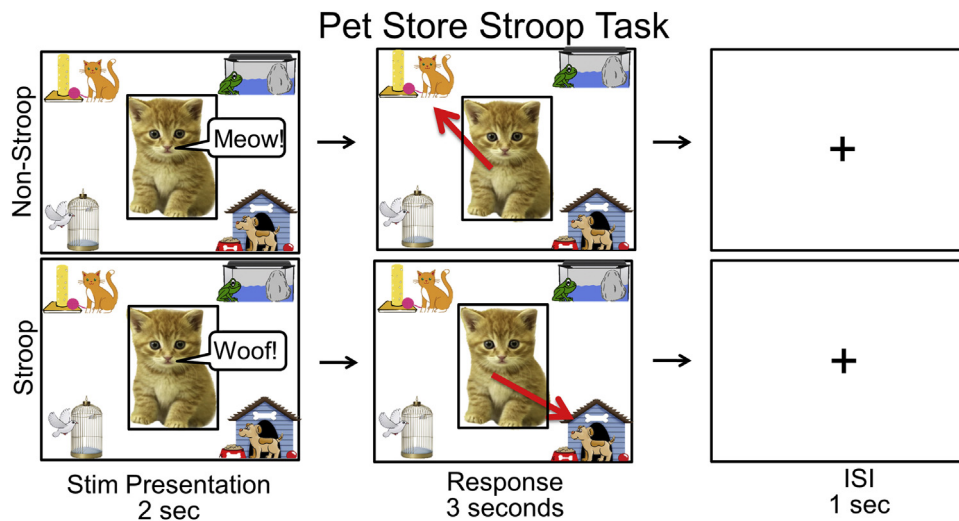 Pet Store Stroop Task
Non-Stroop
Meow!
Stroop
Woof!
Stim Presentation
2 sec
Response
3 seconds
ISI
1 sec